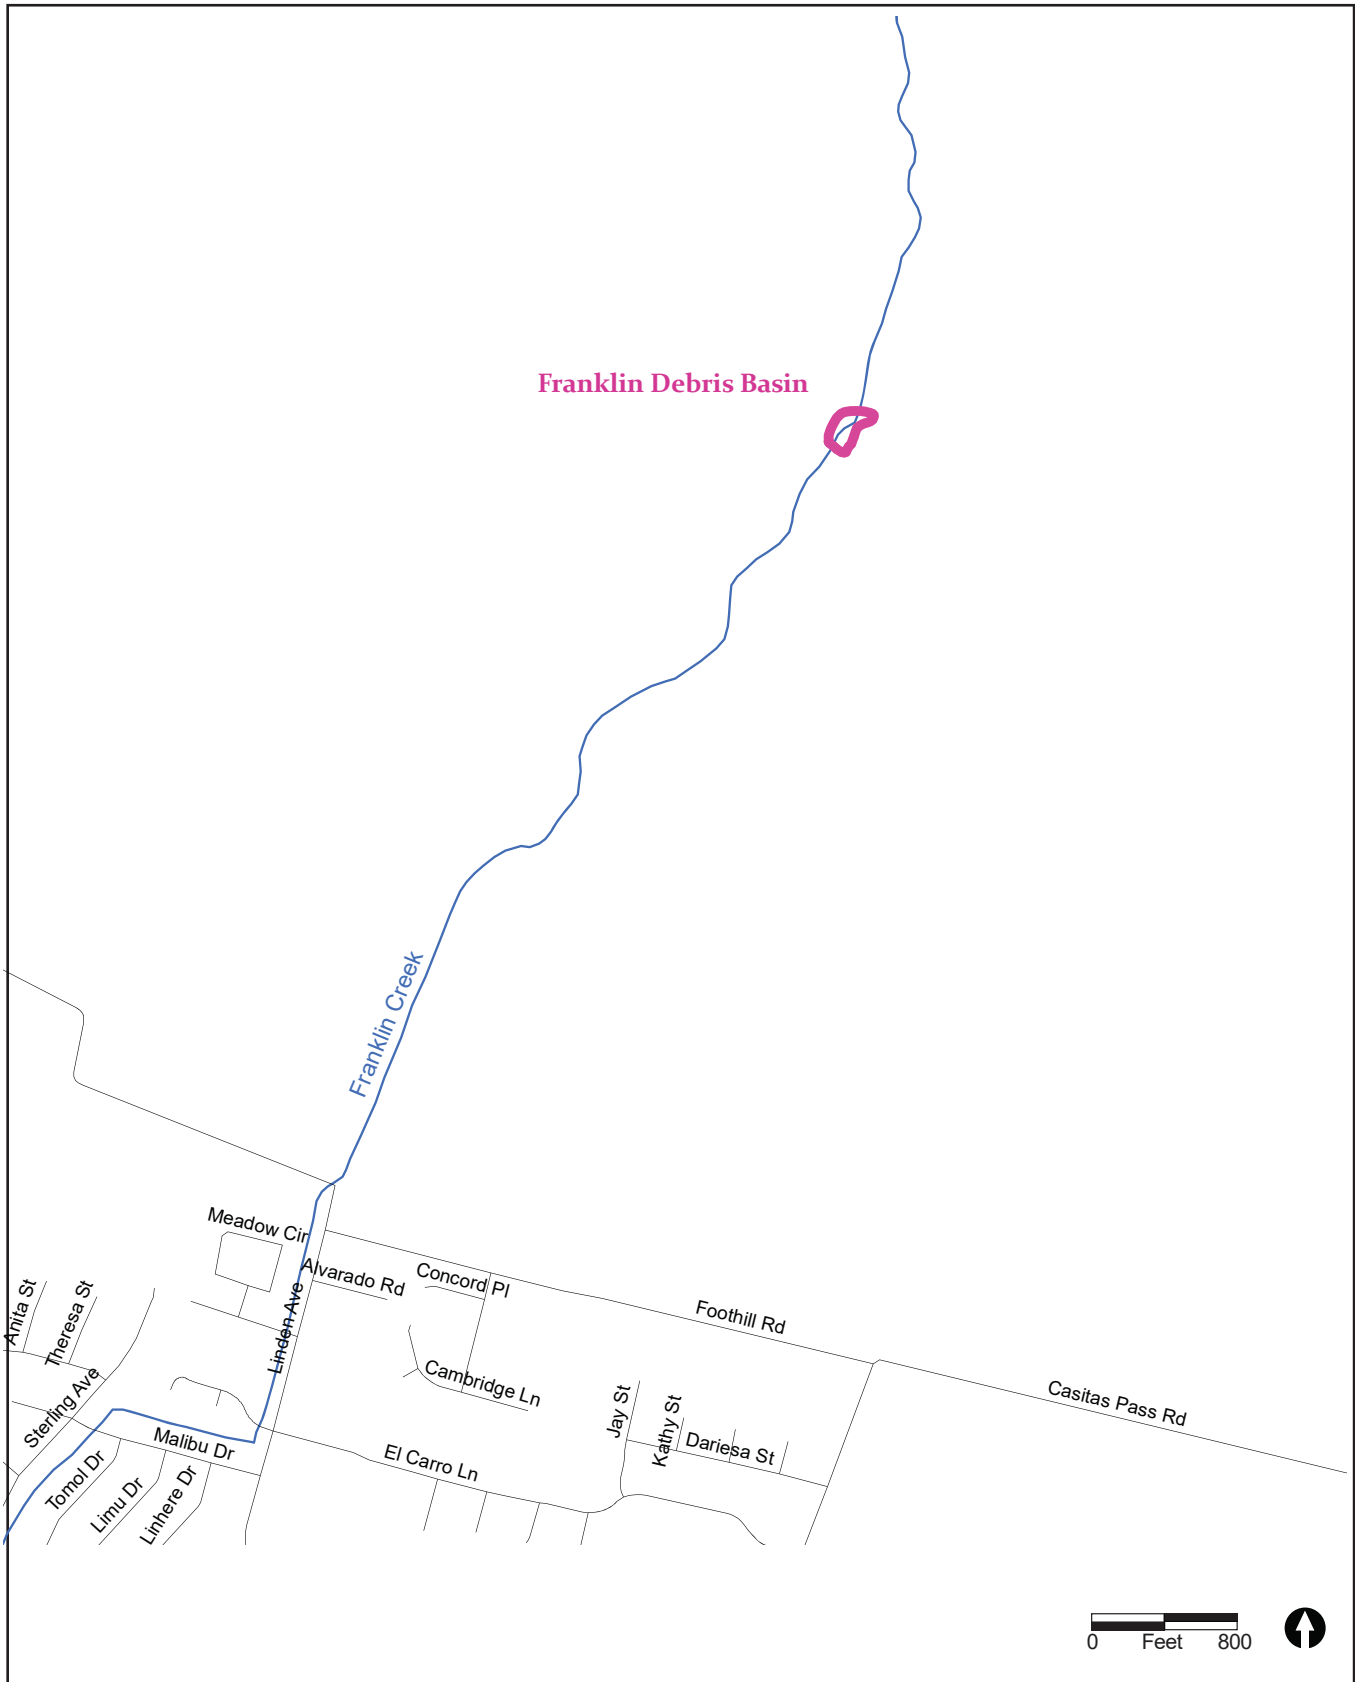 Franklin Debris Basin
Franklin Creek
Meadow Cir
Alvarado Rd
Concord Pl
Anita St
Theresa St
Linden Ave
Foothill Rd
Cambridge Ln
Sterling Ave
Jay St
Kathy St
Casitas Pass Rd
Malibu Dr
Dariesa St
El Carro Ln
Tomol Dr
Limu Dr
Linhere Dr
0 Feet 800